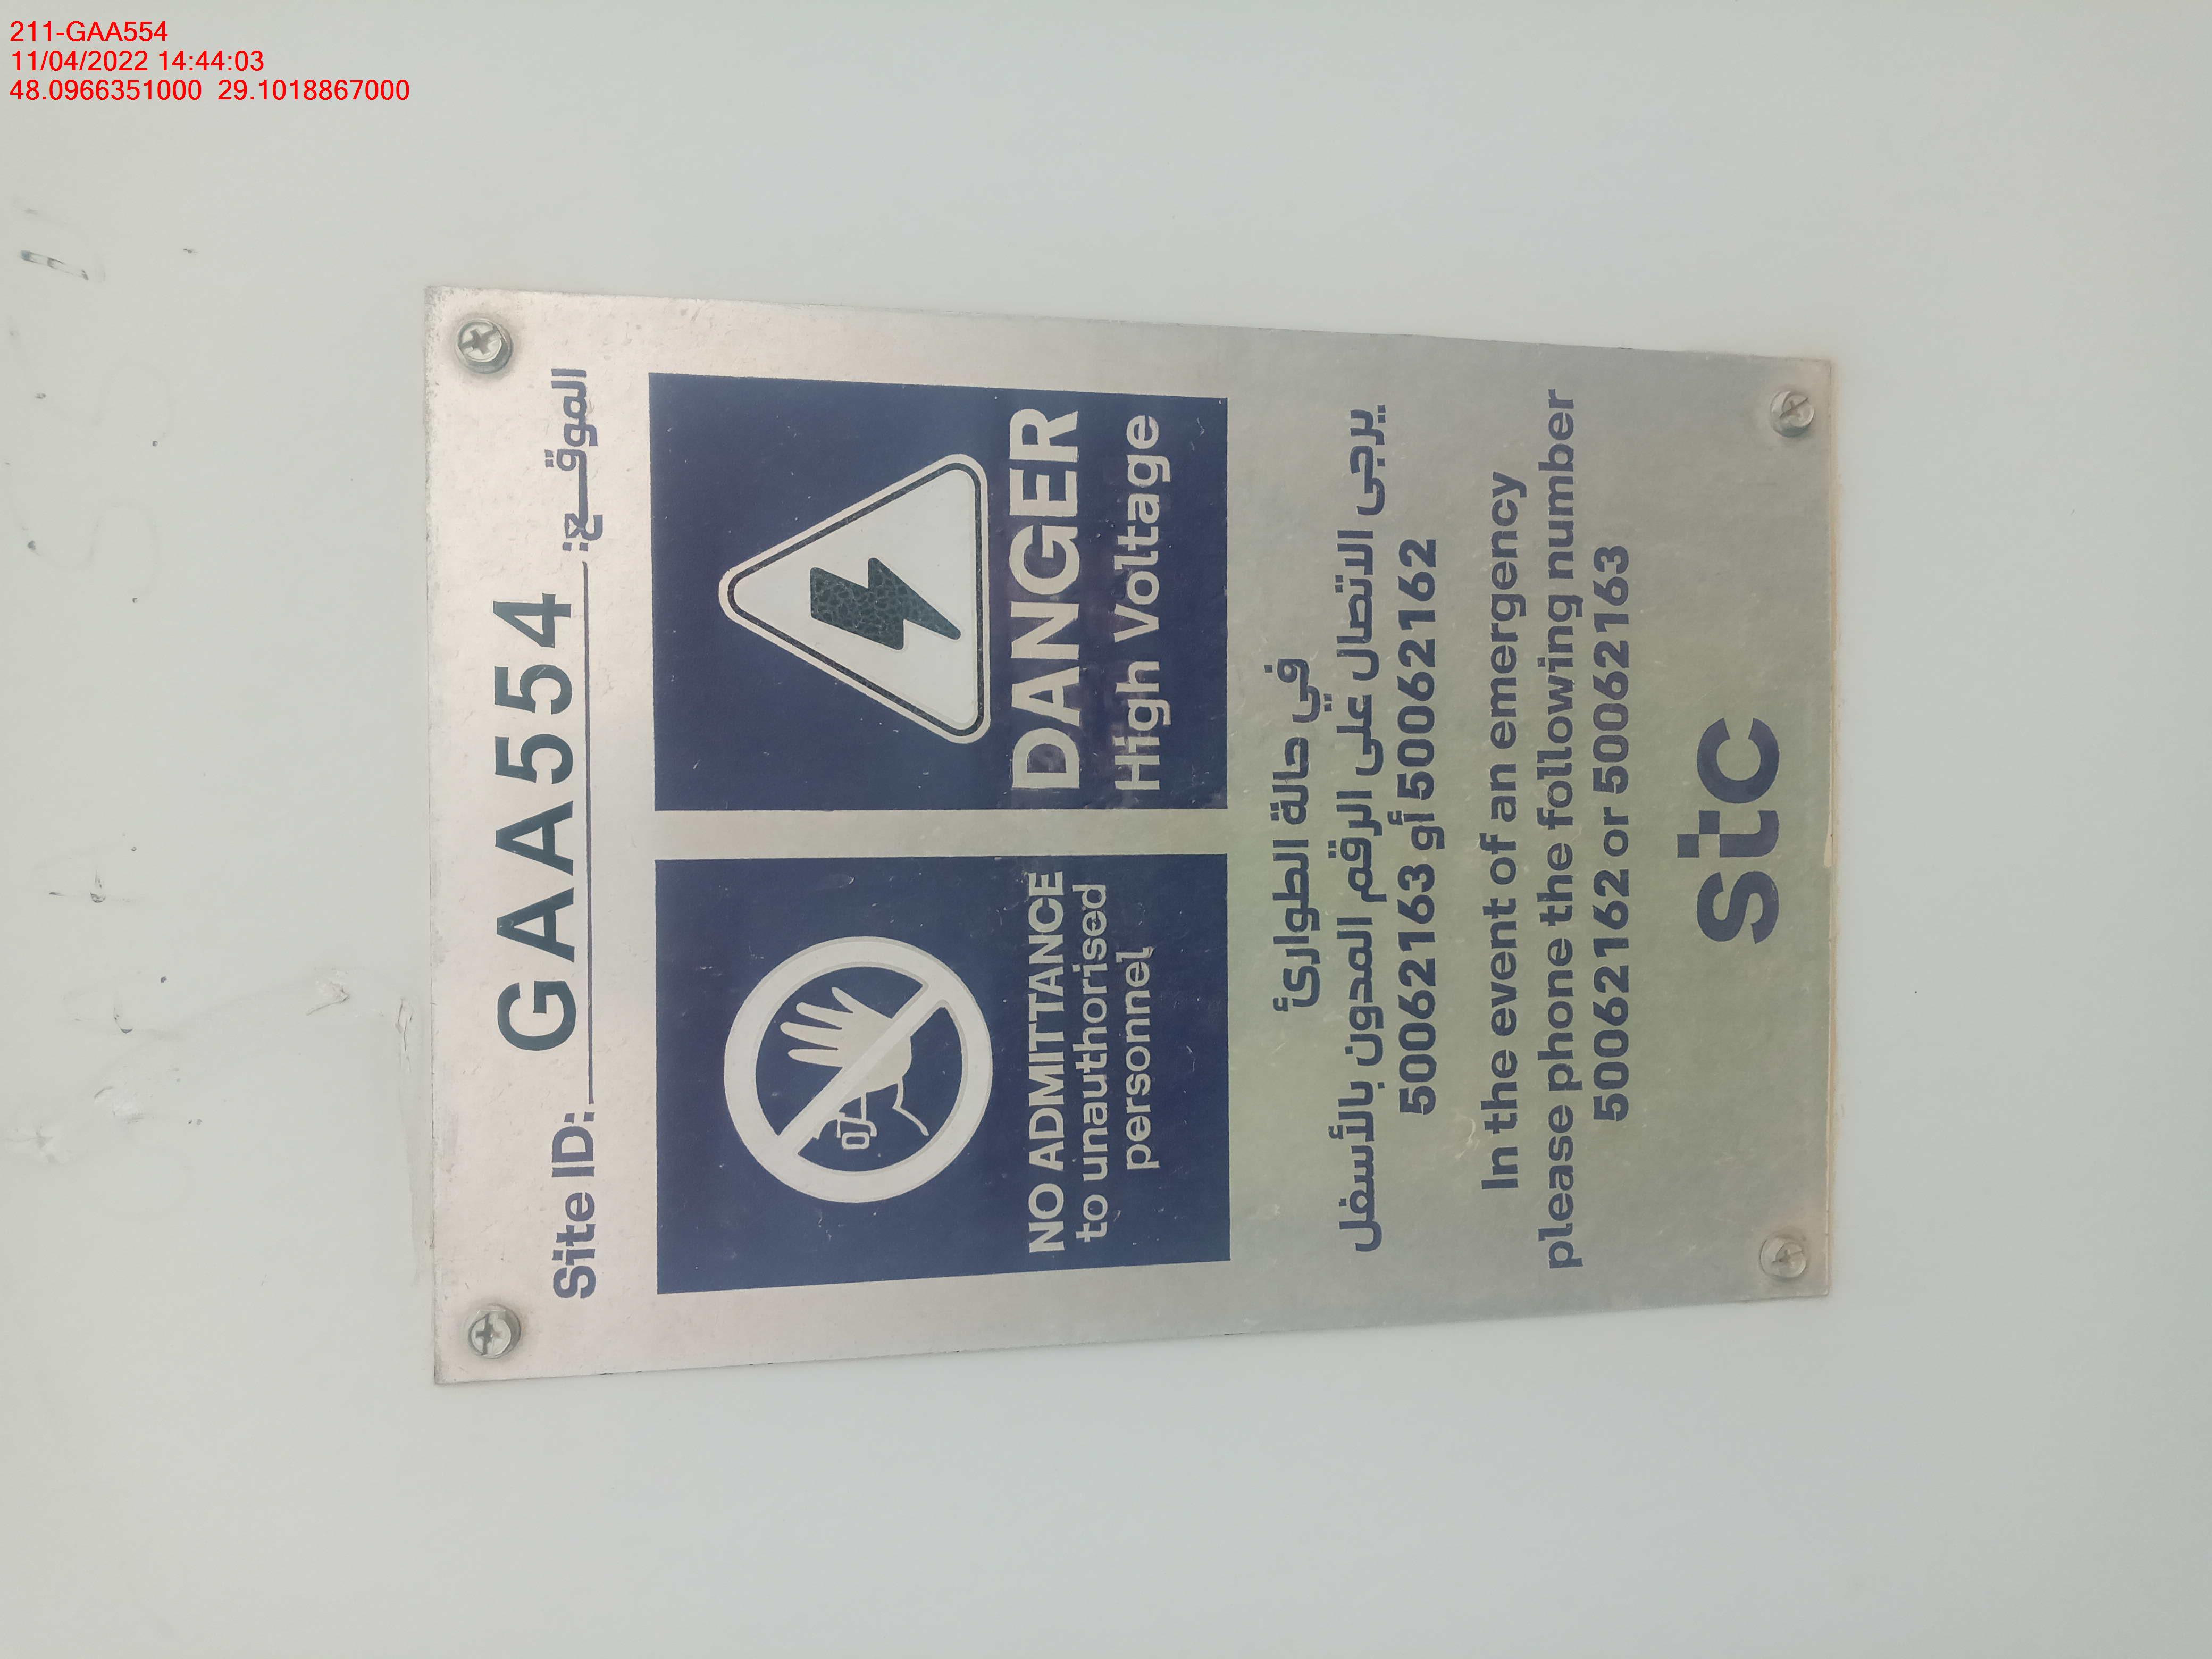 211-GAA554
11/04/2022 14:44:03
48.0966351000 29.1018867000
Site ID: GAA554 الموقع:
NO ADMITTANCE
to unauthorised
personnel
DANGER
High Voltage
في حالة الطوارئ
يرجى الاتصال على الرقم المدون بالأسفل
50062163 أو 50062162
In the event of an emergency
please phone the following number
50062162 or 50062163
stc